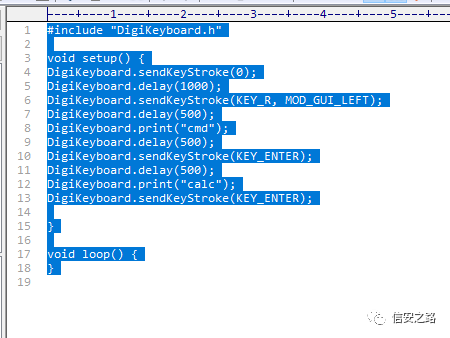 ----+----1----+----2----+----3----+----4----+----5----+
1 #include "DigiKeyboard.h"
2
3 void setup() {
4 DigiKeyboard.sendKeyStroke(0);
5 DigiKeyboard.delay(1000);
6 DigiKeyboard.sendKeyStroke(KEY_R, MOD_GUI_LEFT);
7 DigiKeyboard.delay(500);
8 DigiKeyboard.print("cmd");
9 DigiKeyboard.delay(500);
10 DigiKeyboard.sendKeyStroke(KEY_ENTER);
11 DigiKeyboard.delay(500);
12 DigiKeyboard.print("calc");
13 DigiKeyboard.sendKeyStroke(KEY_ENTER);
14
15 }
16
17 void loop() {
18 }
19
信安之路